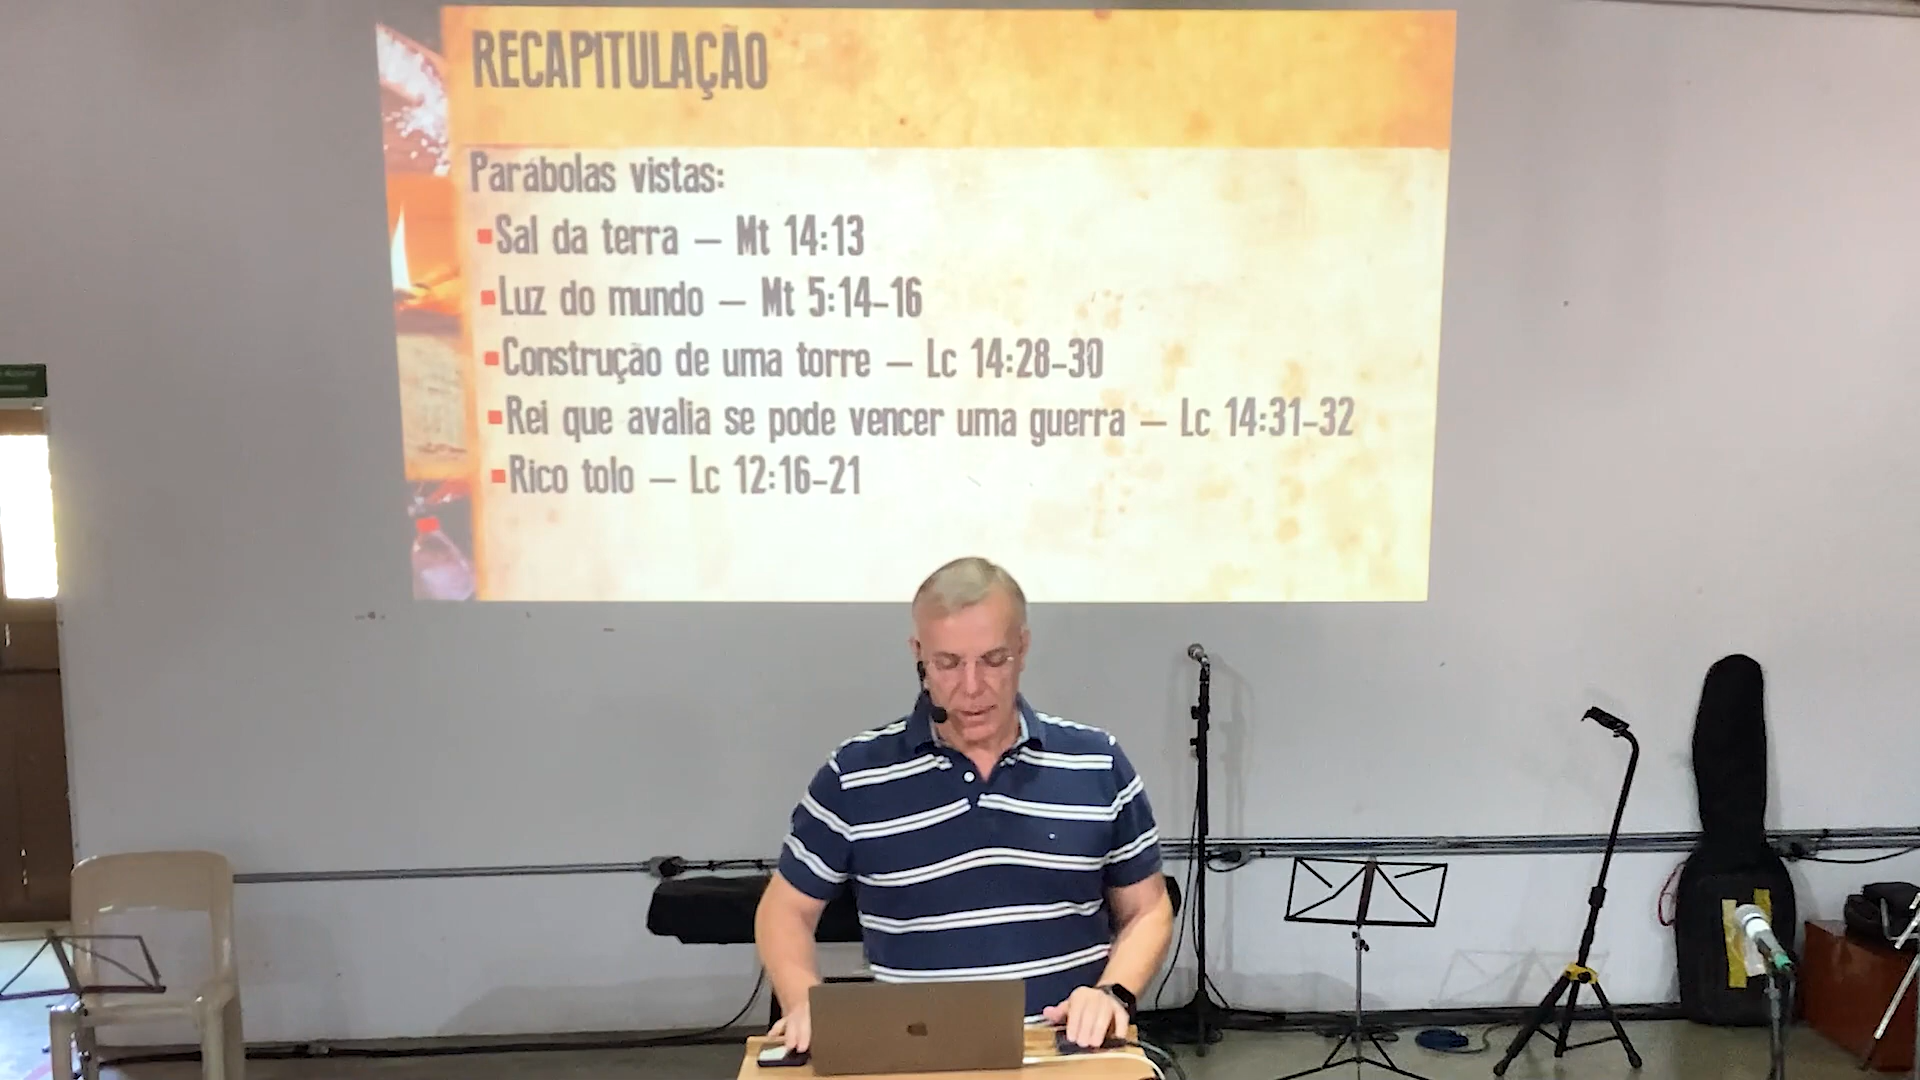 RECAPITULAÇÃO
Parábolas vistas:
▪Sal da terra – Mt 14:13
▪Luz do mundo – Mt 5:14-16
▪Construção de uma torre – Lc 14:28-30
▪Rei que avalia se pode vencer uma guerra – Lc 14:31-32
▪Rico tolo – Lc 12:16-21